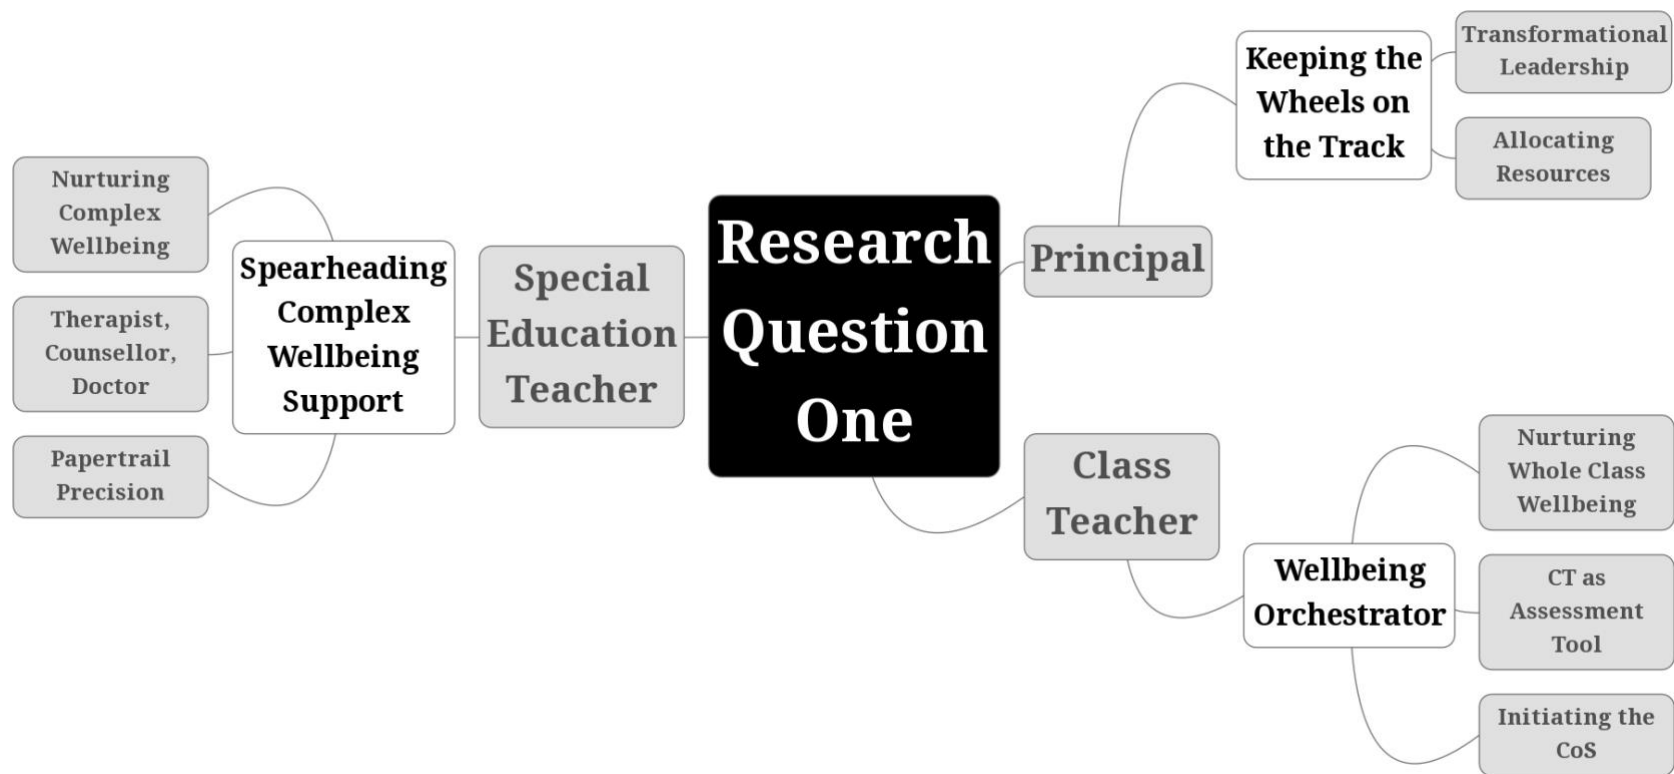 Research
Question
One
Principal
Keeping the
Wheels on
the Track
Transformational
Leadership
Allocating
Resources
Class
Teacher
Wellbeing
Orchestrator
Nurturing
Whole Class
Wellbeing
CT as
Assessment
Tool
Initiating the
CoS
Special
Education
Teacher
Spearheading
Complex
Wellbeing
Support
Nurturing
Complex
Wellbeing
Therapist,
Counsellor,
Doctor
Papertrail
Precision